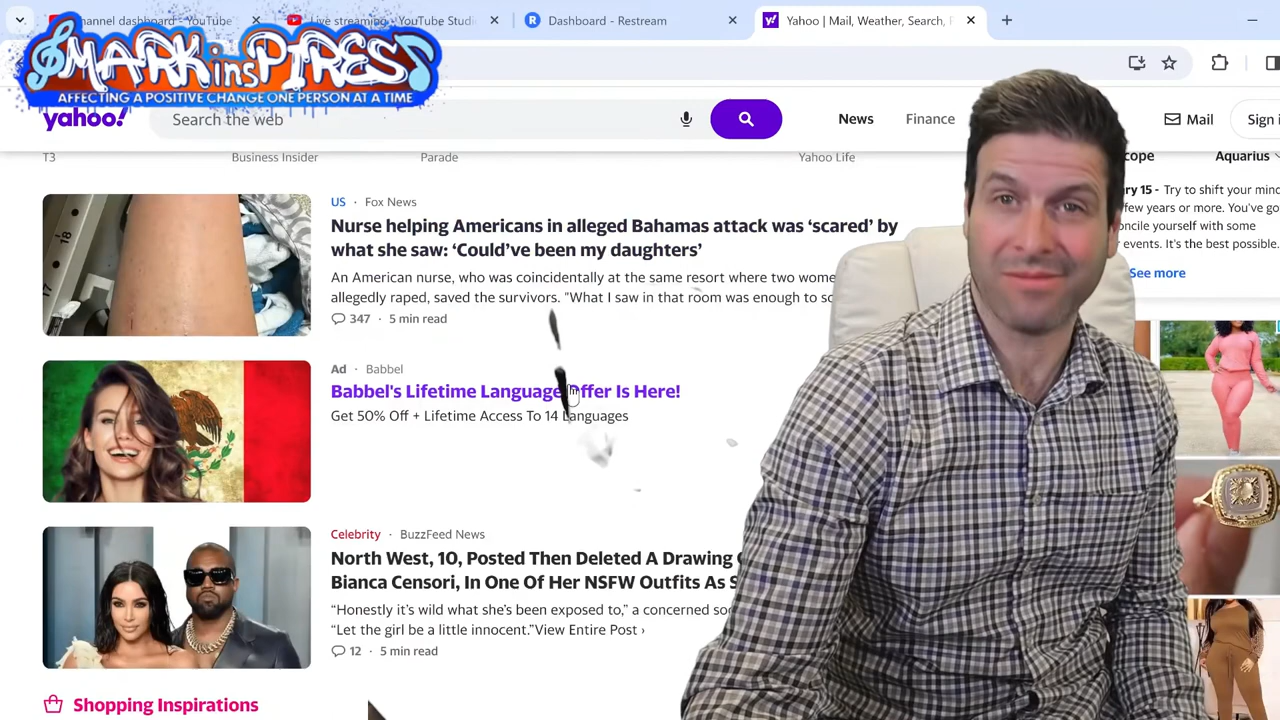 Channel dashboard - YouTube
Live streaming - YouTube Studi
Dashboard - Restream
Yahoo | Mail, Weather, Search,
MARKinsPIRES
AFFECTING A POSITIVE CHANGE ONE PERSON AT A TIME
yahoo!
Search the web
News
Finance
Mail
Sign i
T3
Business Insider
Parade
Yahoo Life
cope
Aquarius
ry 15 - Try to shift your mind
few years or more. You've go
oncile yourself with some
events. It's the best possible.
See more
US · Fox News
Nurse helping Americans in alleged Bahamas attack was ‘scared’ by
what she saw: ‘Could’ve been my daughters’
An American nurse, who was coincidentally at the same resort where two wome
allegedly raped, saved the survivors. "What I saw in that room was enough to sc
347 · 5 min read
18
17
Ad · Babbel
Babbel's Lifetime Language Offer Is Here!
Get 50% Off + Lifetime Access To 14 Languages
Celebrity · BuzzFeed News
North West, 10, Posted Then Deleted A Drawing
Bianca Censori, In One Of Her NSFW Outfits As S
“Honestly it’s wild what she’s been exposed to,” a concerned soc
“Let the girl be a little innocent.”View Entire Post ›
12 · 5 min read
Shopping Inspirations